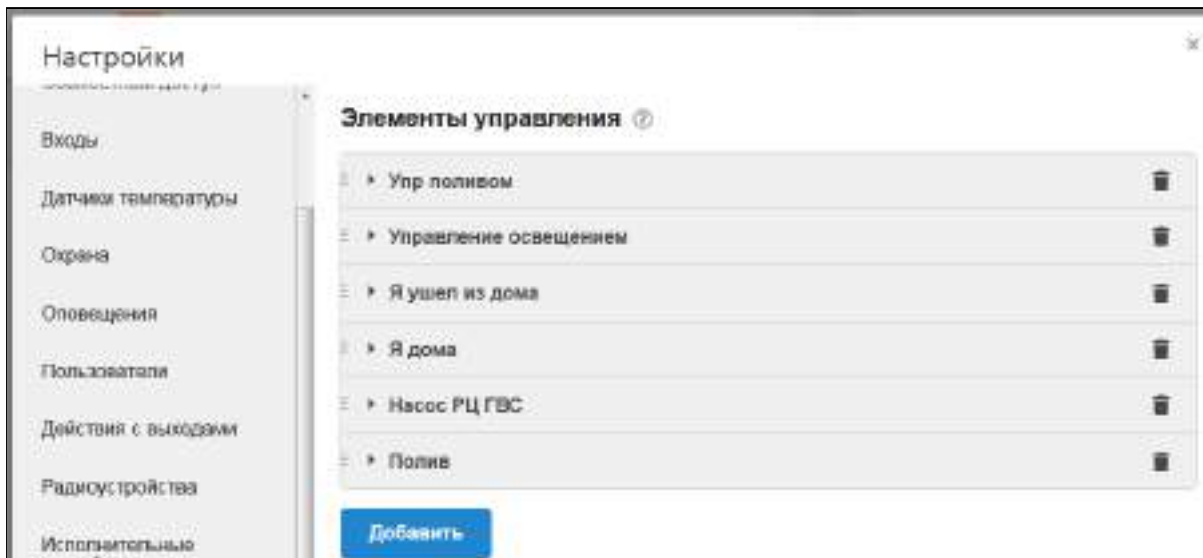 Настройки
Входы
Датчики температуры
Охрана
Оповещения
Пользователи
Действия с выходами
Радиоустройства
Исполнительные
Элементы управления ?
Упр поливом
Управление освещением
Я ушел из дома
Я дома
Насос РЦ ГВС
Полив
Добавить